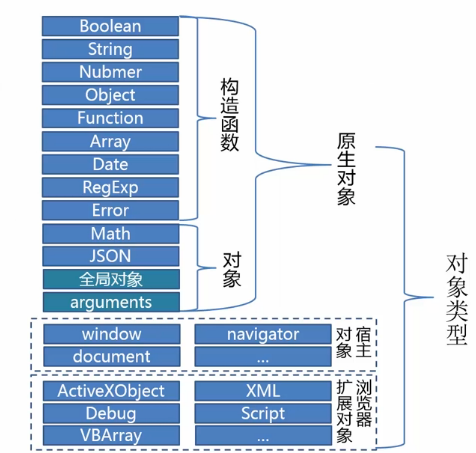 Boolean
String
Nubmer
Object
Function
Array
Date
RegExp
Error
构造函数
Math
JSON
全局对象
arguments
对象
原生对象
window
navigator
document
...
宿主对象
ActiveXObject
XML
Debug
Script
VBArray
...
浏览器扩展对象
对象类型